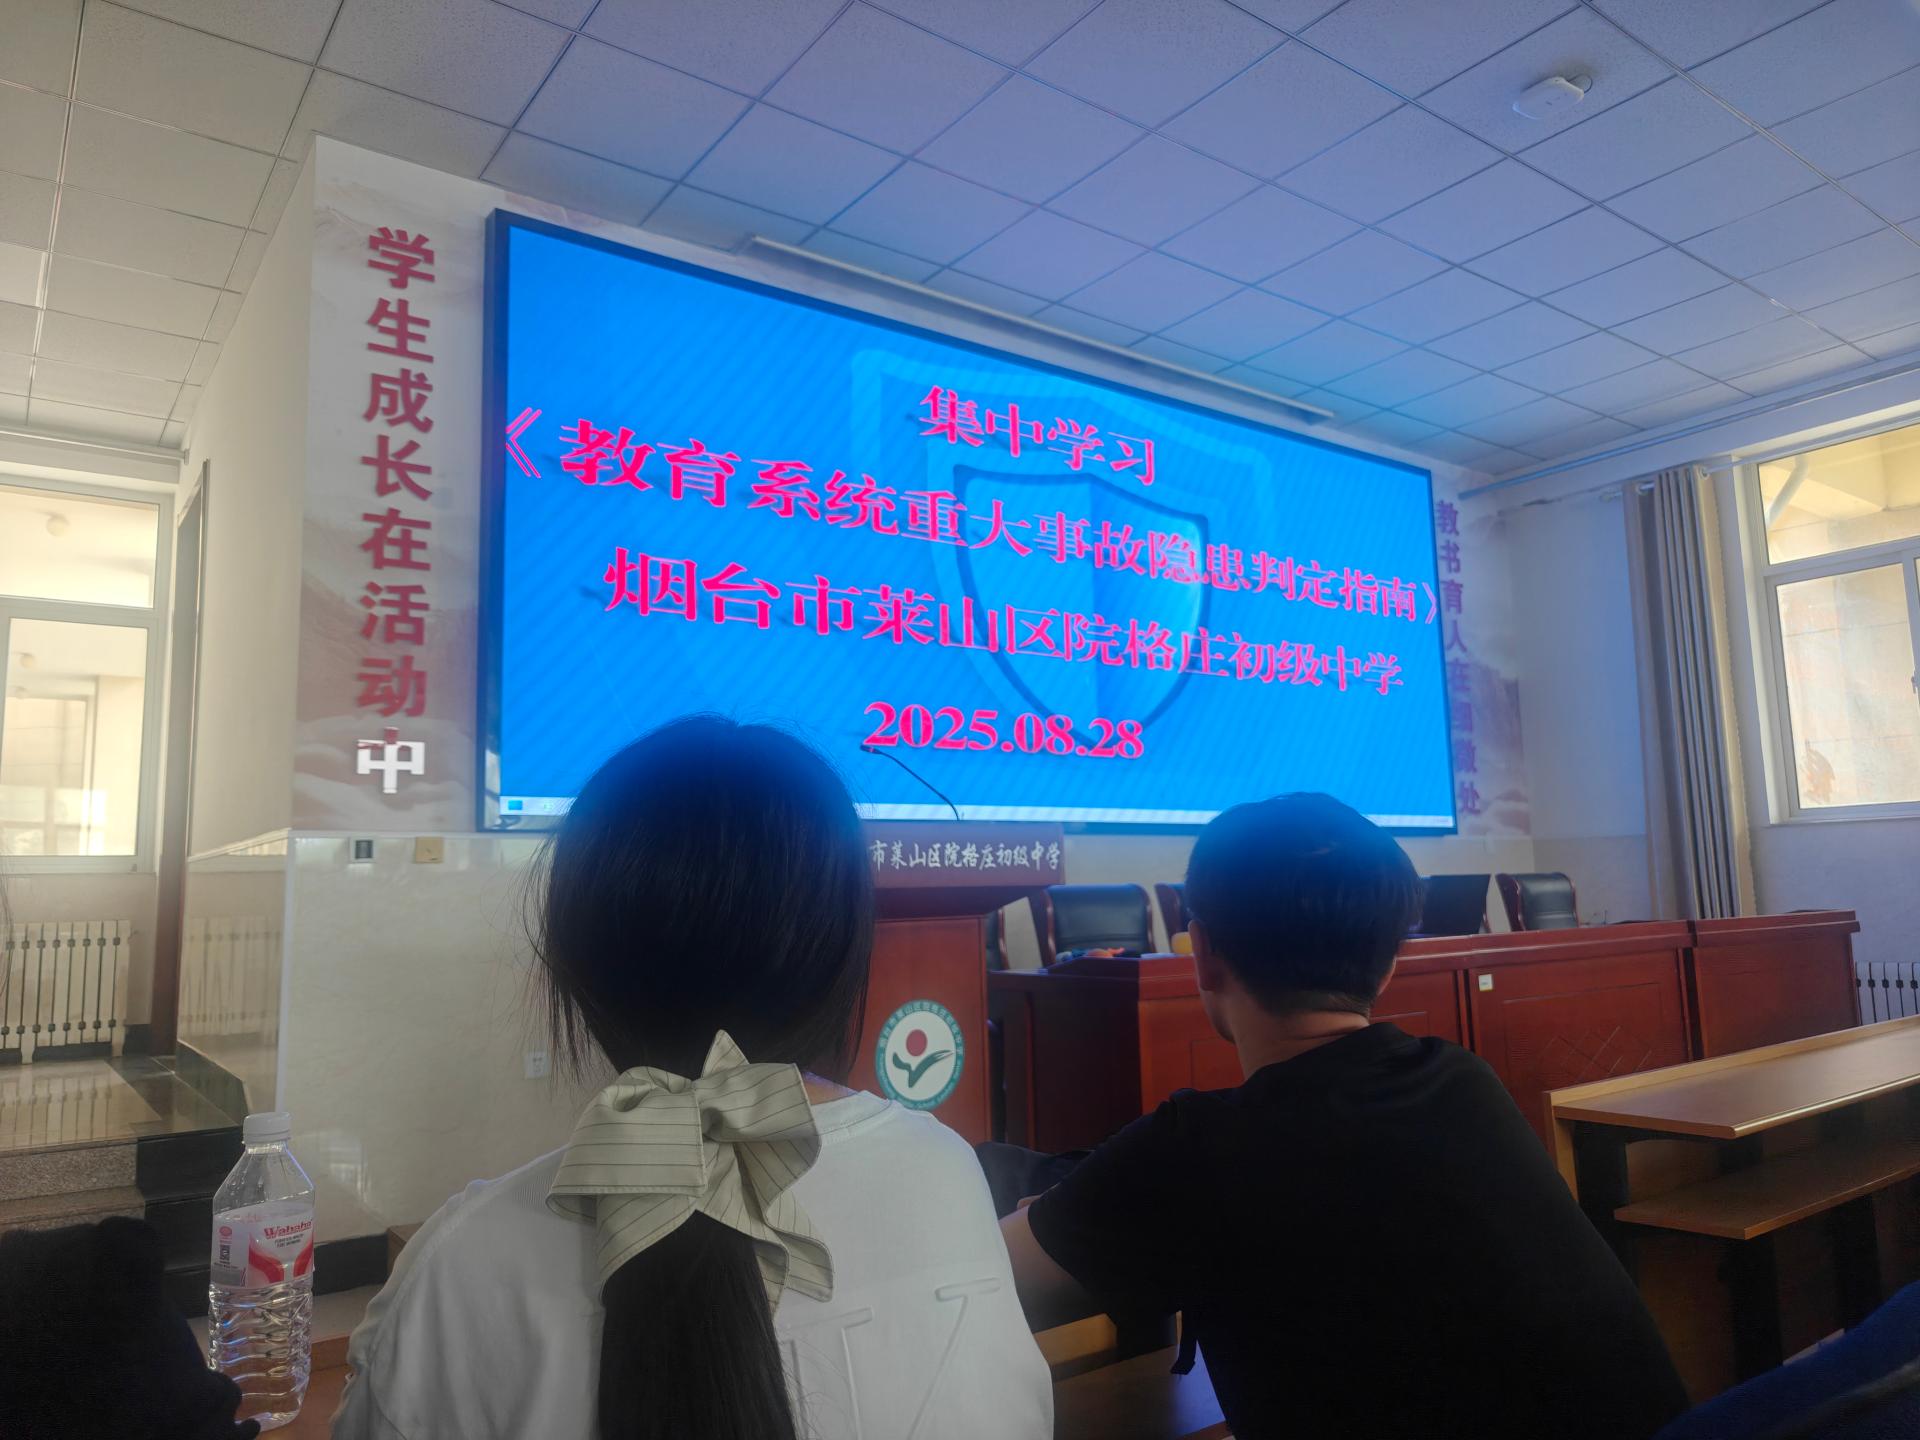 学生成长在活动中
集中学习
《教育系统重大事故隐患判定指南》
烟台市莱山区院格庄初级中学
2025.08.28
教书育人在细微处
市莱山区院格庄初级中学
Wahaha